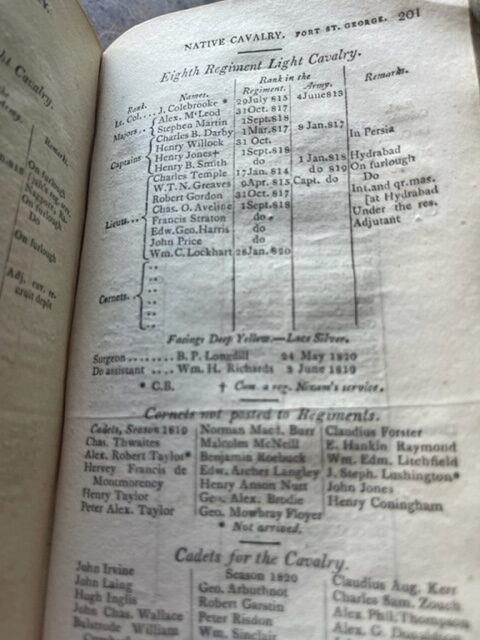 NATIVE CAVALRY. FORT ST. GEORGE. 201
Eighth Regiment Light Cavalry.
Rank. Names. Rank in the Regiment. Army. Remarks.
Lt. Col.... J. Colebrooke * 29July 815 4June813
Majors.. Alex. McLeod 31Oct. 817
Stephen Martin 1Sept.818
Captains Charles B. Darby 1Mar.817 8 Jan.817
Henry Willock 31 Oct. In Persia
Henry Jones† 1Sept.818
Henry B. Smith do 1 Jan.818 Hydrabad
Lieuts... Charles Temple 17Jan. 814 do 819 On furlough
W.T.N. Greaves 9Apr. 815 Capt. do Do
Robert Gordon 31Oct.817 Int.and qr.mas.
Chas. O. Aveline 1Sept.818 [at Hydrabad
Francis Straton do Under the res.
Edw.Geo.Harris do Adjutant
John Price do
Wm.C. Lockhart 28Jan. 820
Cornets.
Facings Deep Yellow.—Lace Silver.
Surgeon........ B. P. Longdill 24 May 1820
Do assistant .... Wm. H. Richards 2 June 1819
* C.B. † Com. a reg. Nizam's service.
Cornets not posted to Regiments.
Cadets, Season 1819
Chas. Thwaites
Alex. Robert Taylor*
Hervey Francis de
Montmorency
Henry Taylor
Peter Alex. Taylor
Norman Macl. Burr
Malcolm McNeill
Benjamin Roebuck
Edw. Archer Langley
Henry Anson Nutt
Geo. Alex. Brodie
Geo. Mowbray Floyer
Claudius Forster
E. Hankin Raymond
Wm. Edm. Litchfield
J. Steph. Lushington*
John Jones
Henry Coningham
* Not arrived.
Cadets for the Cavalry.
Season 1820
John Irvine
John Laing
Hugh Inglis
John Chas. Wallace
Bulstrode William
Geo. Arbuthnot
Robert Garstin
Peter Risdon
Wm. Sinclair
Claudius Aug. Kerr
Charles Sam. Zouch
Alex. Phil. Thompson